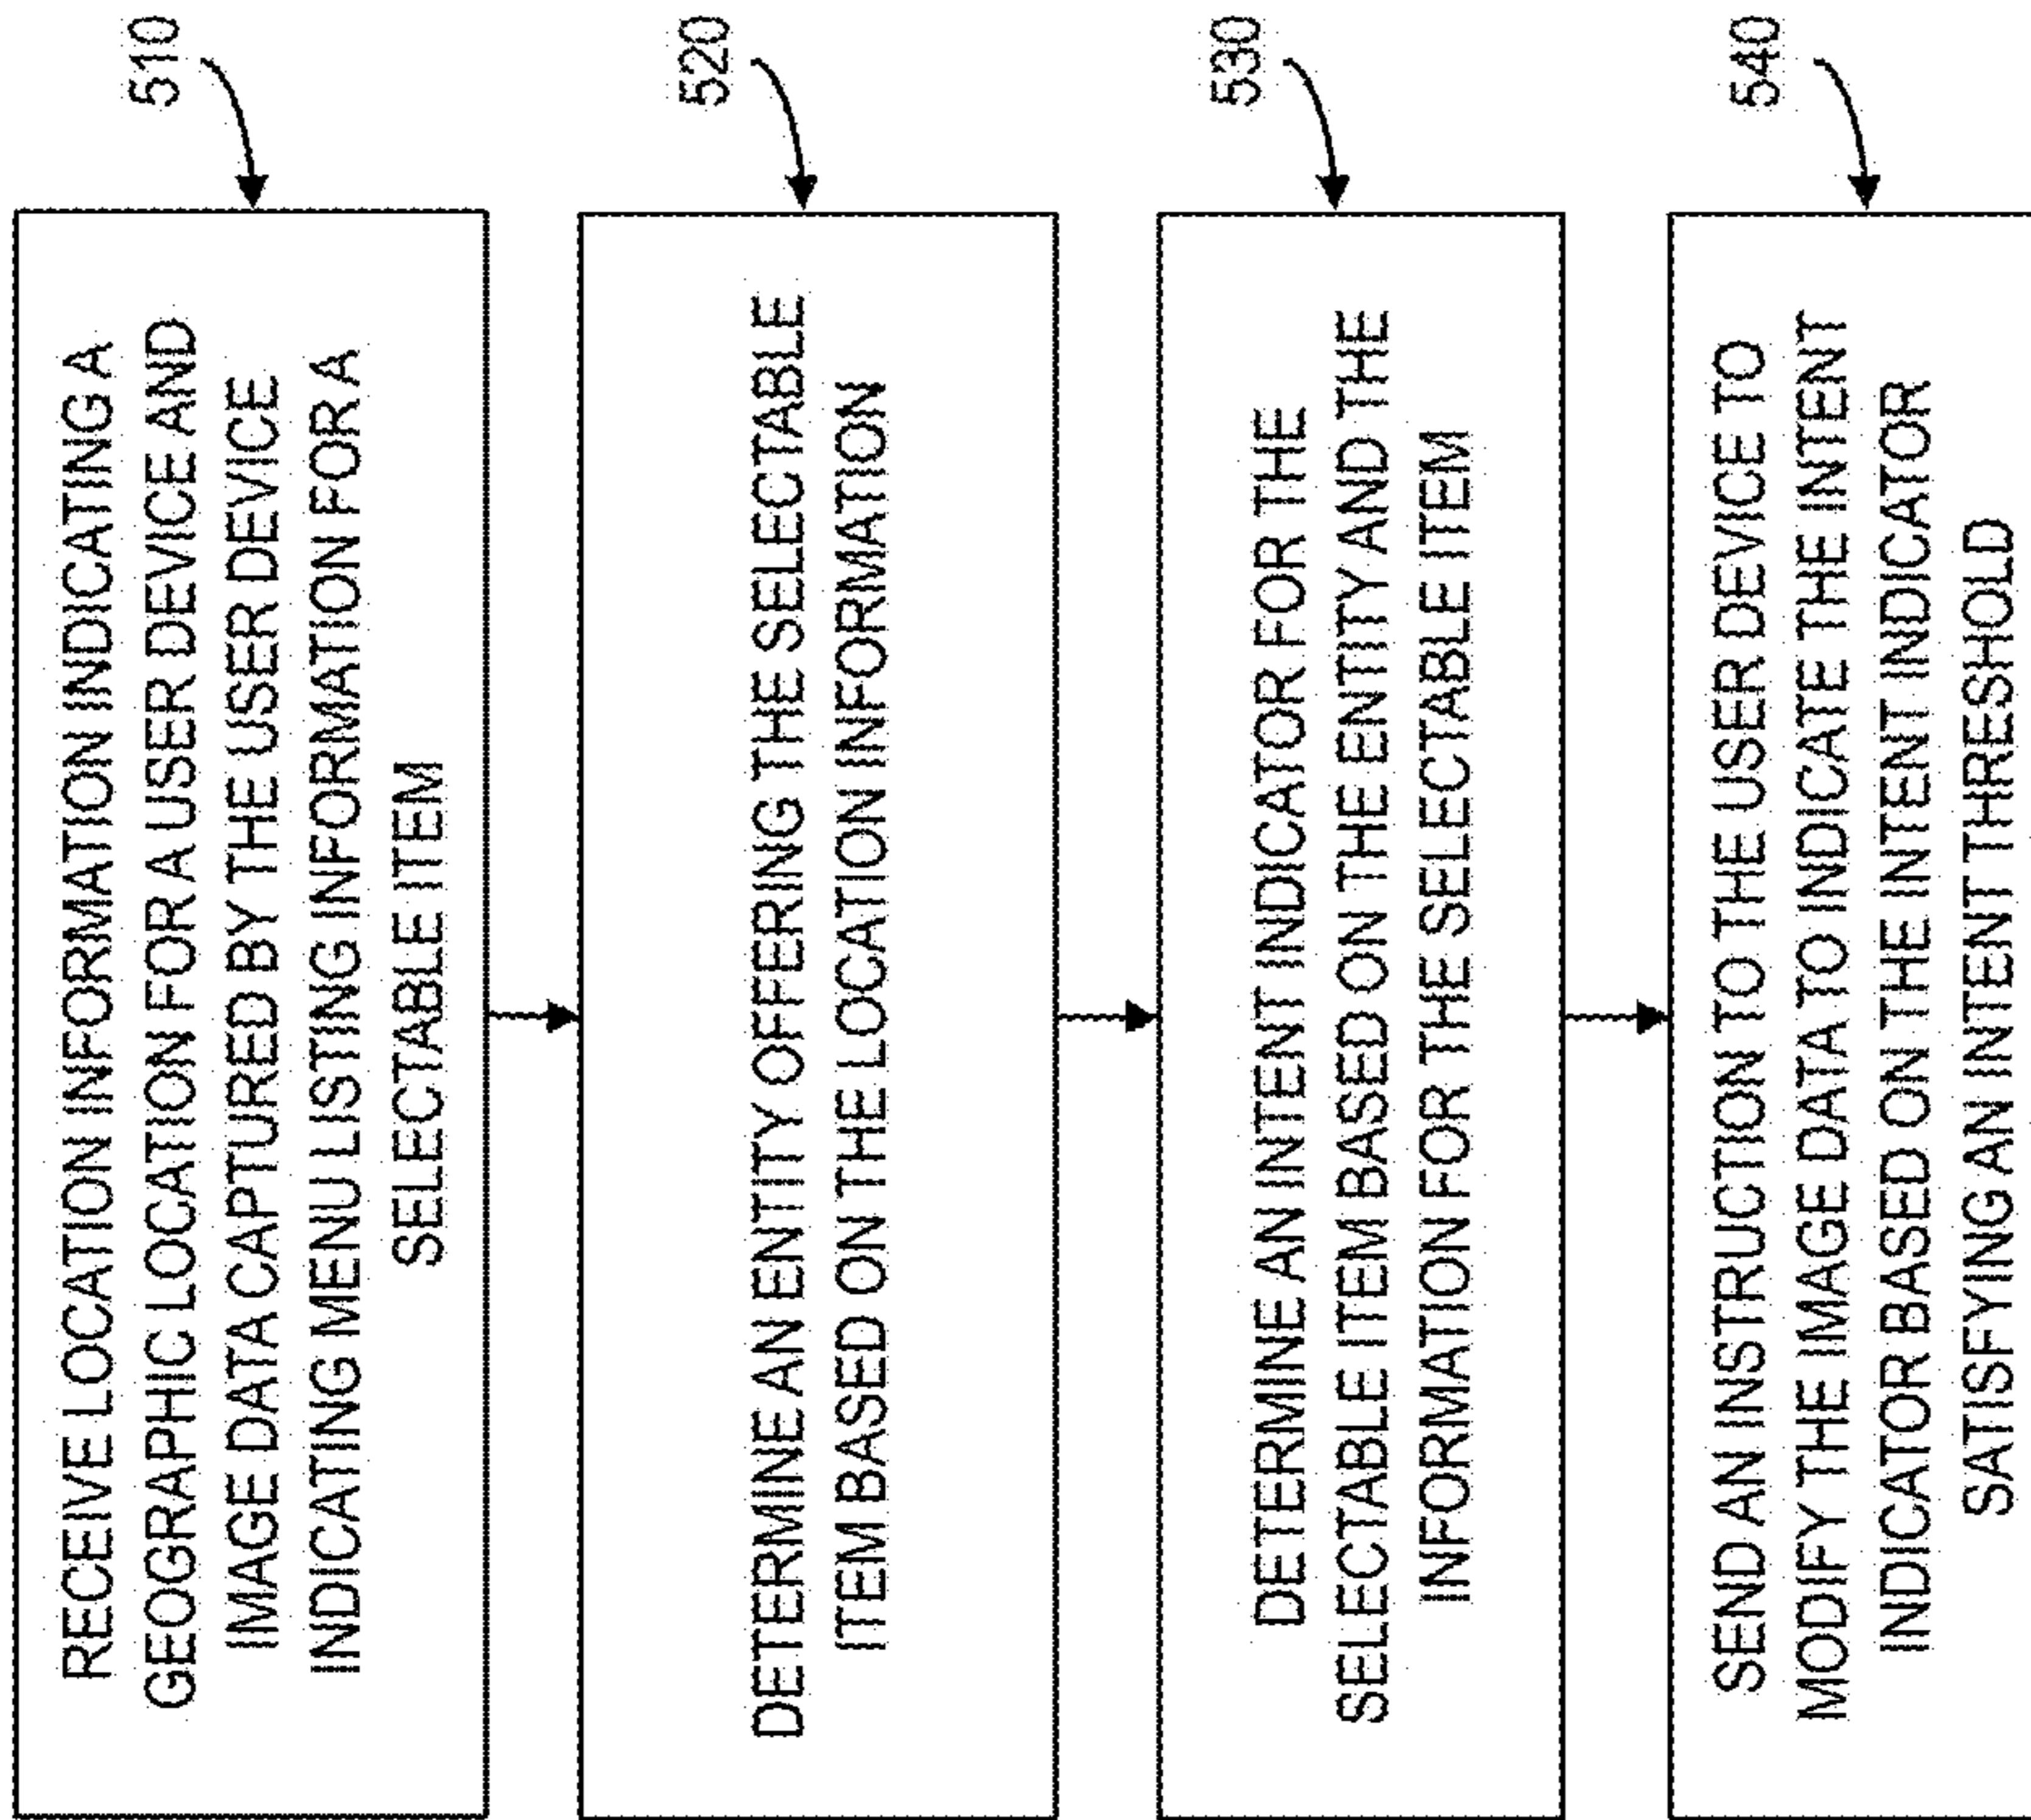 510
RECEIVE LOCATION INFORMATION INDICATING A
GEOGRAPHIC LOCATION FOR A USER DEVICE AND
IMAGE DATA CAPTURED BY THE USER DEVICE
INDICATING MENU LISTING INFORMATION FOR A
SELECTABLE ITEM
520
DETERMINE AN ENTITY OFFERING THE SELECTABLE
ITEM BASED ON THE LOCATION INFORMATION
530
DETERMINE AN INTENT INDICATOR FOR THE
SELECTABLE ITEM BASED ON THE ENTITY AND THE
INFORMATION FOR THE SELECTABLE ITEM
540
SEND AN INSTRUCTION TO THE USER DEVICE TO
MODIFY THE IMAGE DATA TO INDICATE THE INTENT
INDICATOR BASED ON THE INTENT INDICATOR
SATISFYING AN INTENT THRESHOLD